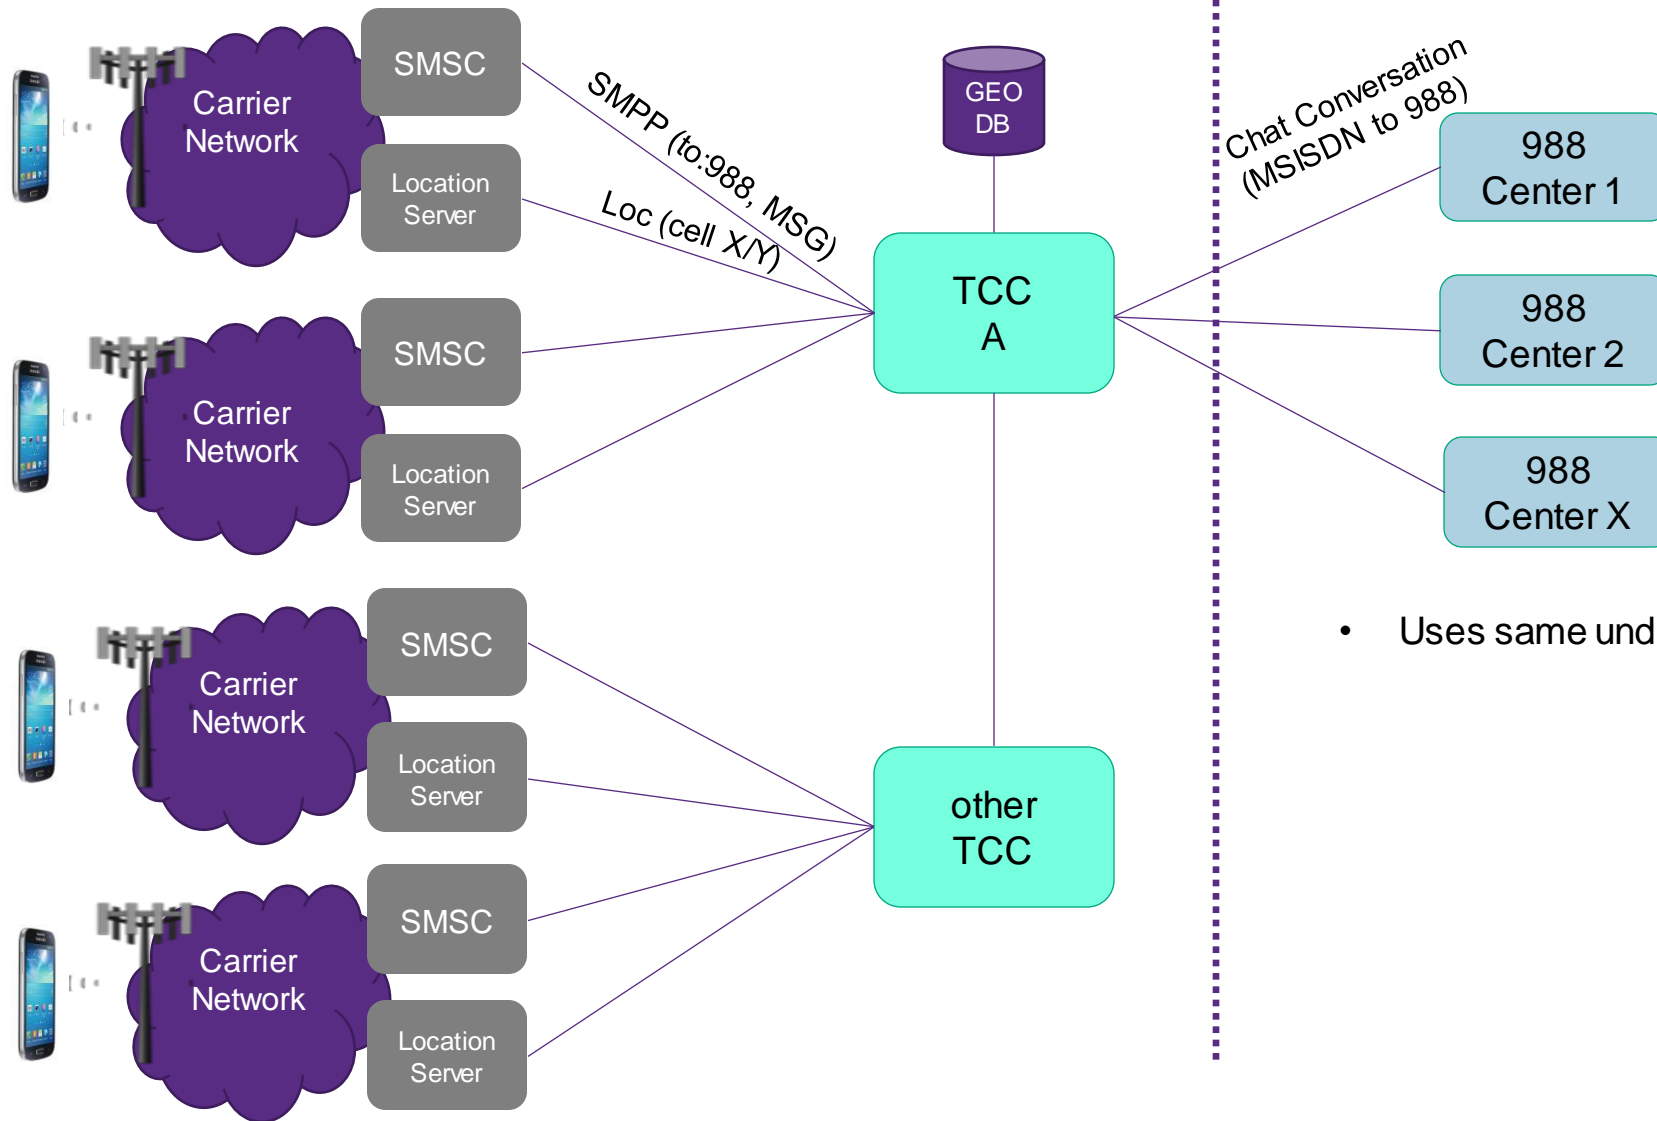 Carrier
Network
SMSC
Location
Server
SMPP (to:988, MSG)
Loc (cell X/Y)
GEO
DB
TCC
A
Chat Conversation
(MSISDN to 988)
988
Center 1
988
Center 2
988
Center X
Carrier
Network
SMSC
Location
Server
• Uses same und
Carrier
Network
SMSC
Location
Server
other
TCC
Carrier
Network
SMSC
Location
Server